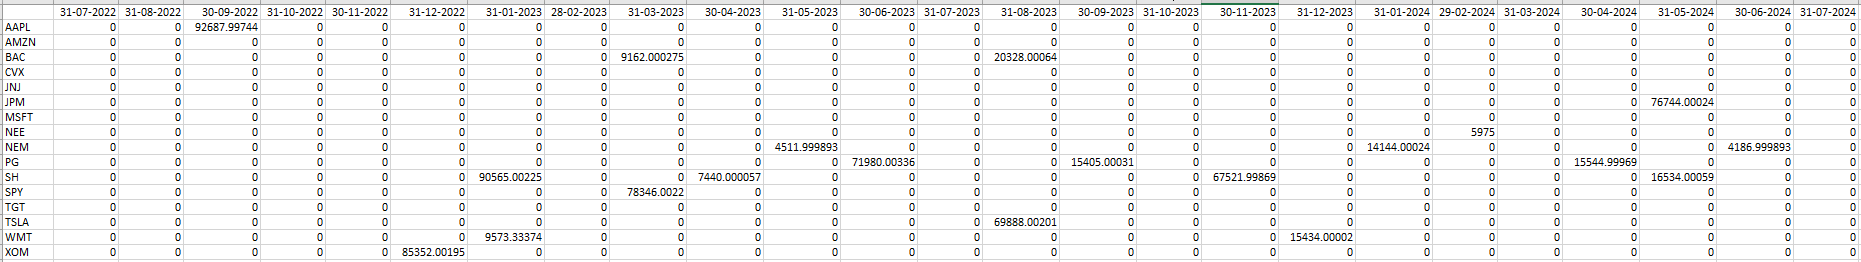 31-07-2022 31-08-2022 30-09-2022 31-10-2022 30-11-2022 31-12-2022 31-01-2023 28-02-2023 31-03-2023 30-04-2023 31-05-2023 30-06-2023 31-07-2023 31-08-2023 30-09-2023 31-10-2023 30-11-2023 31-12-2023 31-01-2024 29-02-2024 31-03-2024 30-04-2024 31-05-2024 30-06-2024 31-07-2024
AAPL 0 0 92687.99744 0 0 0 0 0 0 0 0 0 0 0 0 0 0 0 0 0 0 0 0 0 0
AMZN 0 0 0 0 0 0 0 0 0 0 0 0 0 0 0 0 0 0 0 0 0 0 0 0 0
BAC 0 0 0 0 0 0 0 0 9162.000275 0 0 0 0 20328.00064 0 0 0 0 0 0 0 0 0 0 0
CVX 0 0 0 0 0 0 0 0 0 0 0 0 0 0 0 0 0 0 0 0 0 0 0 0 0
JNJ 0 0 0 0 0 0 0 0 0 0 0 0 0 0 0 0 0 0 0 0 0 0 0 0 0
JPM 0 0 0 0 0 0 0 0 0 0 0 0 0 0 0 0 0 0 0 0 0 0 76744.00024 0 0
MSFT 0 0 0 0 0 0 0 0 0 0 0 0 0 0 0 0 0 0 0 0 0 0 0 0 0
NEE 0 0 0 0 0 0 0 0 0 0 0 0 0 0 0 0 0 0 0 5975 0 0 0 0 0
NEM 0 0 0 0 0 0 0 0 0 0 4511.999893 0 0 0 0 0 0 0 14144.00024 0 0 0 0 4186.999893 0
PG 0 0 0 0 0 0 0 0 0 0 0 71980.00336 0 0 15405.00031 0 0 0 0 0 0 15544.99969 0 0 0
SH 0 0 0 0 0 0 90565.00225 0 0 7440.000057 0 0 0 0 0 0 67521.99869 0 0 0 0 0 16534.00059 0 0
SPY 0 0 0 0 0 0 0 0 78346.0022 0 0 0 0 0 0 0 0 0 0 0 0 0 0 0 0
TGT 0 0 0 0 0 0 0 0 0 0 0 0 0 0 0 0 0 0 0 0 0 0 0 0 0
TSLA 0 0 0 0 0 0 0 0 0 0 0 0 0 69888.00201 0 0 0 0 0 0 0 0 0 0 0
WMT 0 0 0 0 0 0 9573.33374 0 0 0 0 0 0 0 0 0 0 15434.00002 0 0 0 0 0 0 0
XOM 0 0 0 0 0 85352.00195 0 0 0 0 0 0 0 0 0 0 0 0 0 0 0 0 0 0 0